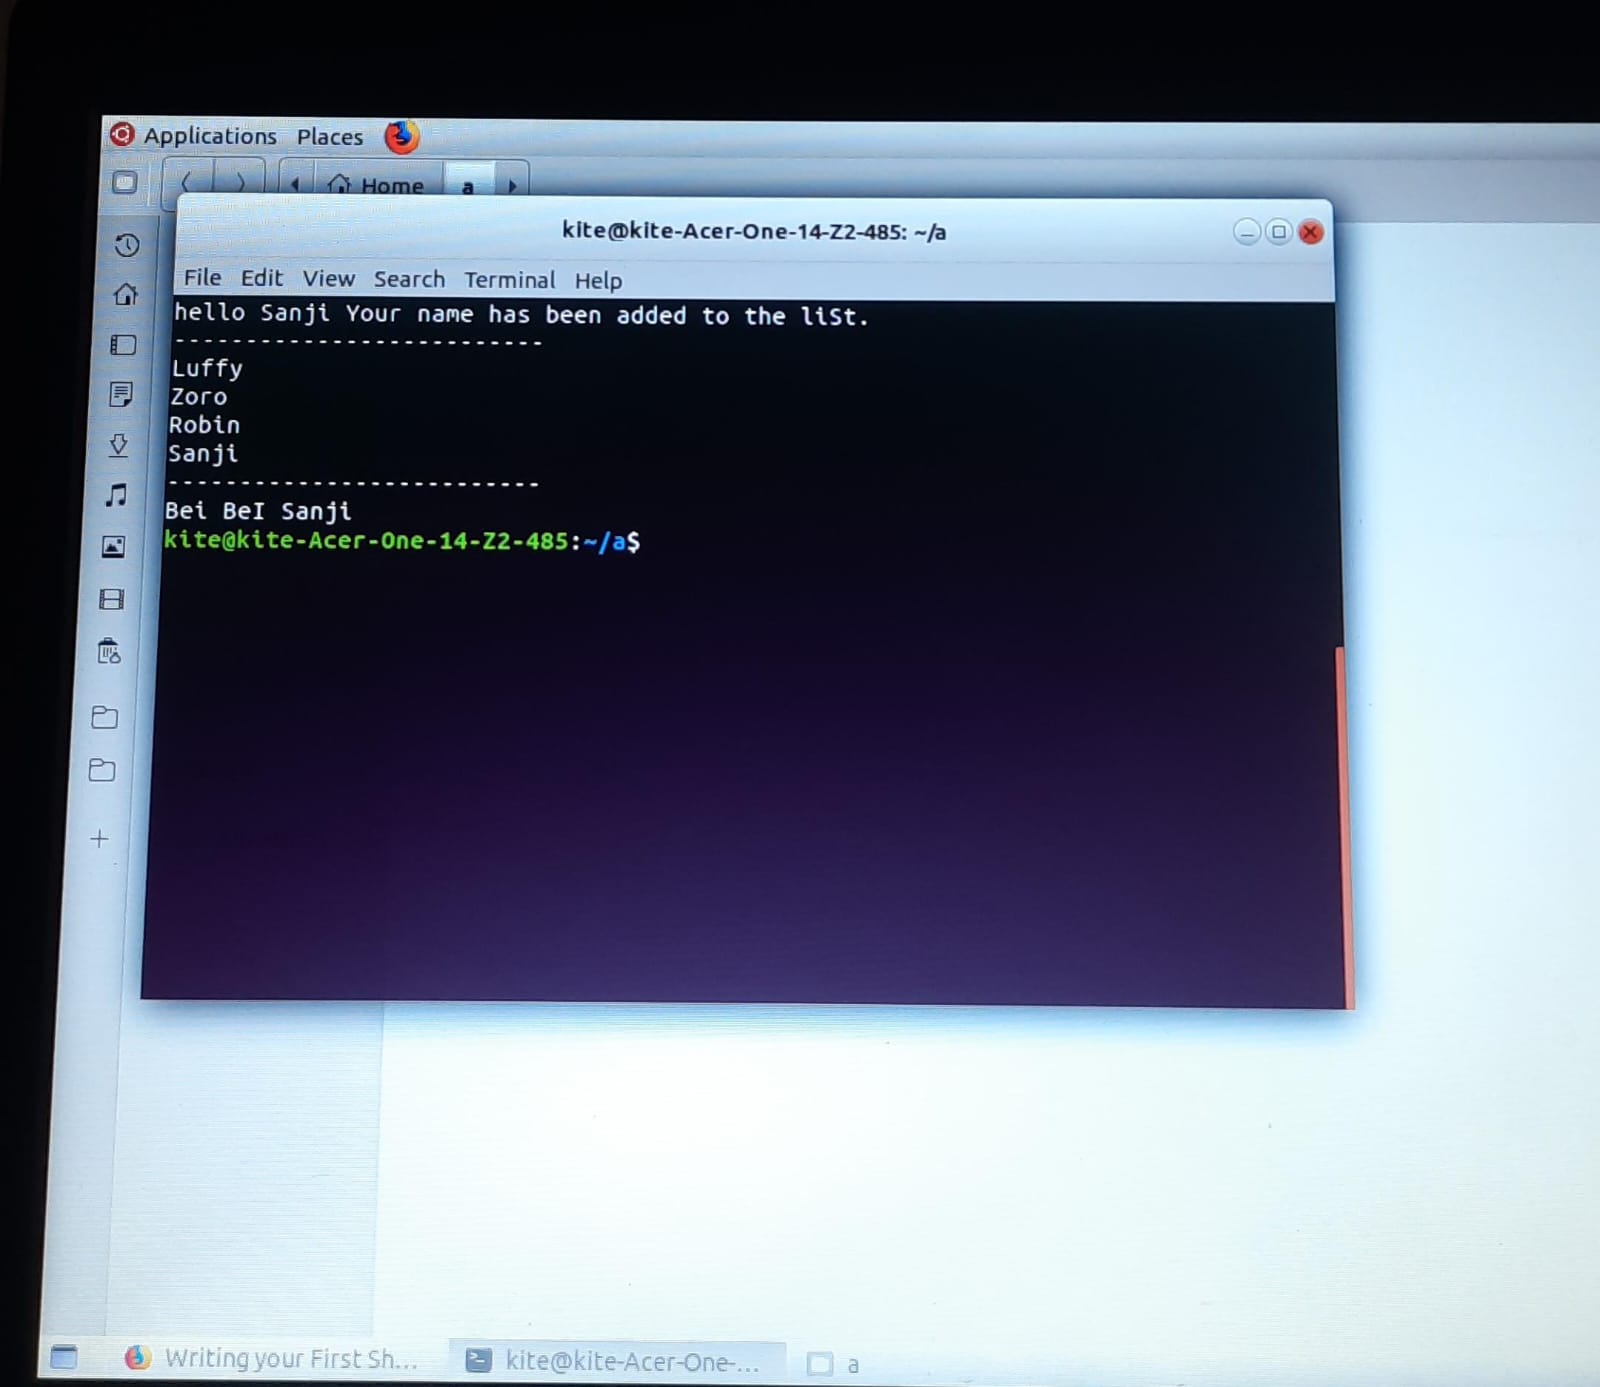 Applications Places
Home a
kite@kite-Acer-One-14-Z2-485: ~/a
File Edit View Search Terminal Help
hello Sanji Your name has been added to the liSt.
--------------------------
Luffy
Zoro
Robin
Sanji
--------------------------
Bei BeI Sanji
kite@kite-Acer-One-14-Z2-485:~/a$
Writing your First Sh... kite@kite-Acer-One-... a